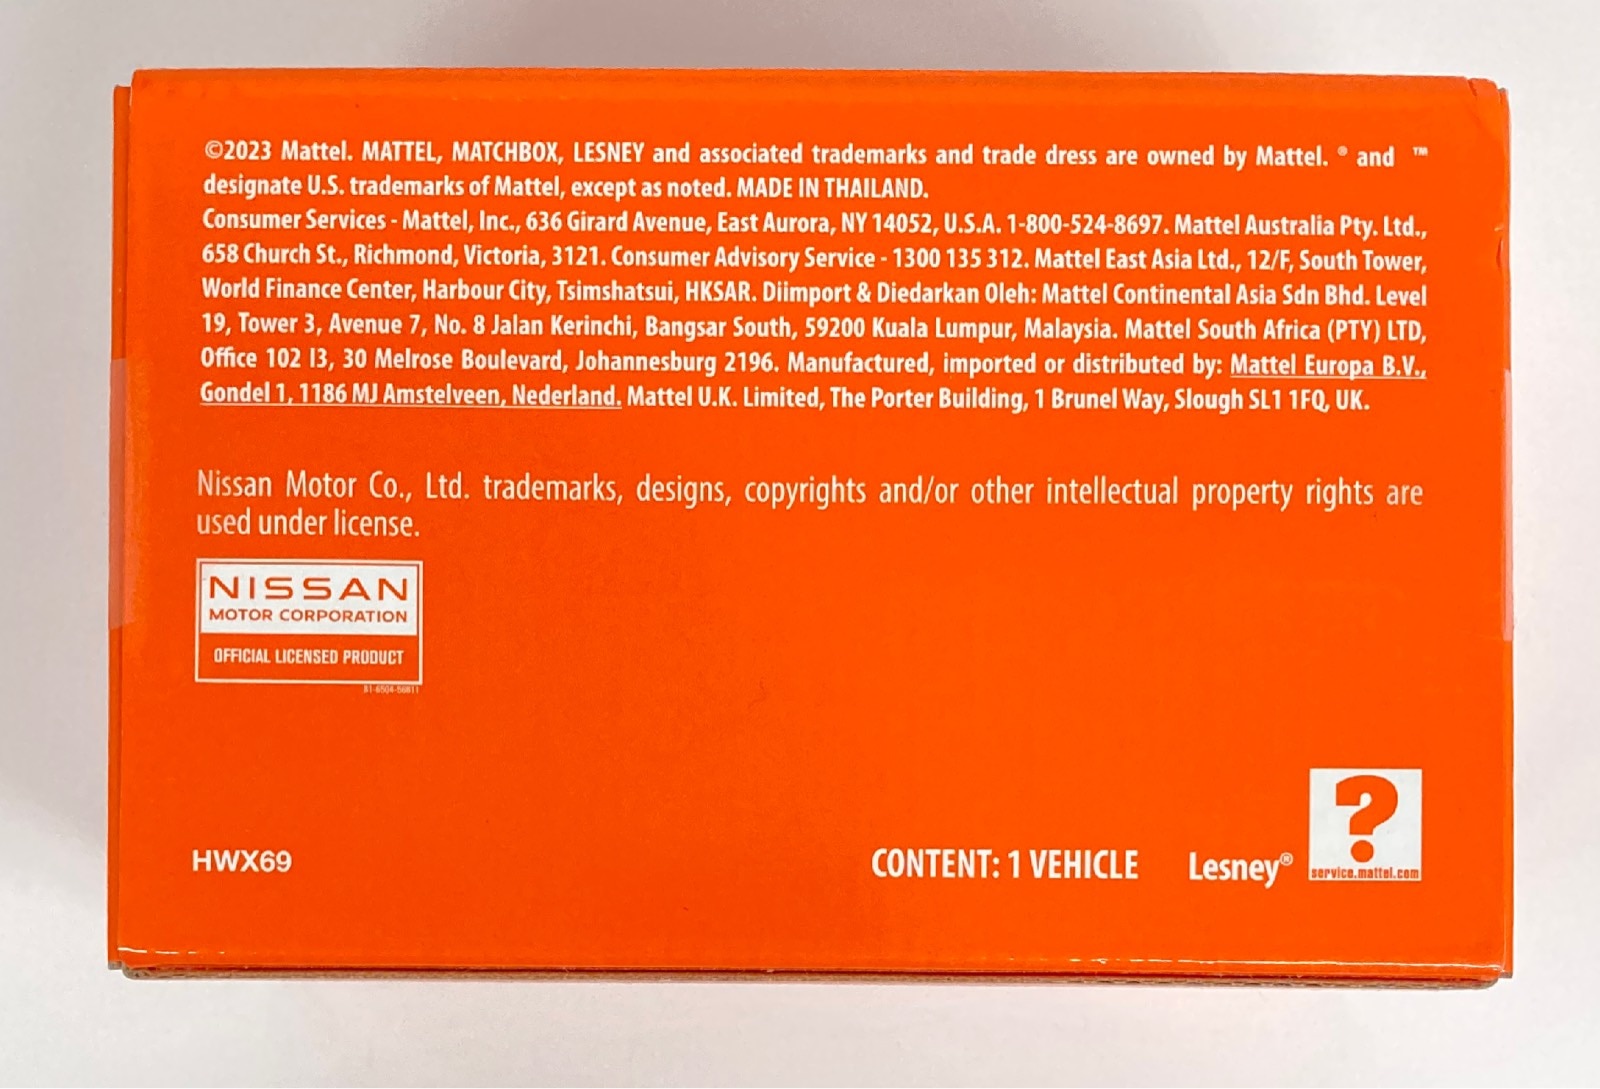 ©2023 Mattel. MATTEL, MATCHBOX, LESNEY and associated trademarks and trade dress are owned by Mattel. ® and ™
designate U.S. trademarks of Mattel, except as noted. MADE IN THAILAND.
Consumer Services - Mattel, Inc., 636 Girard Avenue, East Aurora, NY 14052, U.S.A. 1-800-524-8697. Mattel Australia Pty. Ltd.,
658 Church St., Richmond, Victoria, 3121. Consumer Advisory Service - 1300 135 312. Mattel East Asia Ltd., 12/F, South Tower,
World Finance Center, Harbour City, Tsimshatsui, HKSAR. Diimport & Diedarkan Oleh: Mattel Continental Asia Sdn Bhd. Level
19, Tower 3, Avenue 7, No. 8 Jalan Kerinchi, Bangsar South, 59200 Kuala Lumpur, Malaysia. Mattel South Africa (PTY) LTD,
Office 102 I3, 30 Melrose Boulevard, Johannesburg 2196. Manufactured, imported or distributed by: Mattel Europa B.V.,
Gondel 1, 1186 MJ Amstelveen, Nederland. Mattel U.K. Limited, The Porter Building, 1 Brunel Way, Slough SL1 1FQ, UK.
Nissan Motor Co., Ltd. trademarks, designs, copyrights and/or other intellectual property rights are
used under license.
NISSAN
MOTOR CORPORATION
OFFICIAL LICENSED PRODUCT
?
HWX69 CONTENT: 1 VEHICLE Lesney®
service.mattel.com